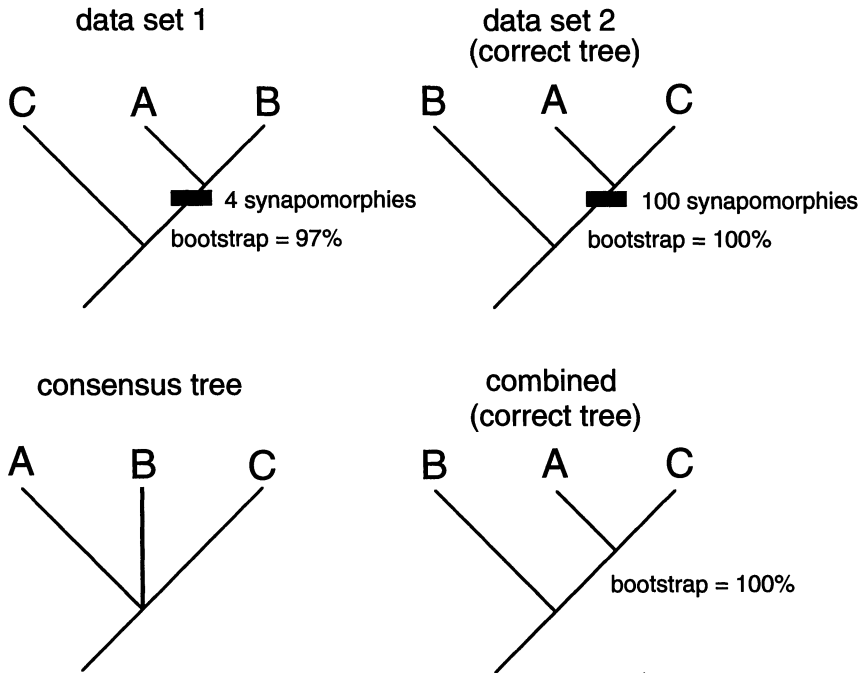 data set 1
data set 2
(correct tree)
C A B
B A C
4 synapomorphies
100 synapomorphies
bootstrap = 97%
bootstrap = 100%
consensus tree
combined
(correct tree)
A B C
B A C
bootstrap = 100%